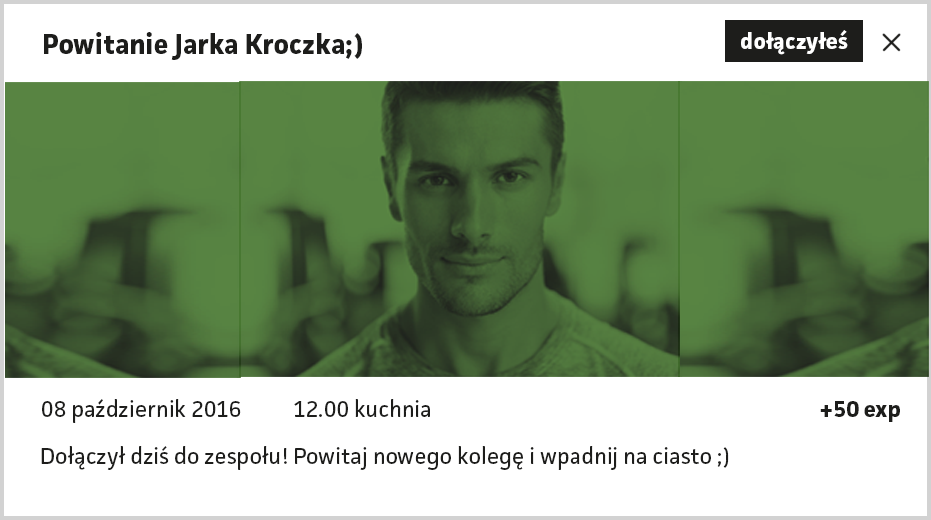 Powitanie Jarka Kroczka;)
dołączyłeś
08 październik 2016
12.00 kuchnia
+50 exp
Dołączył dziś do zespołu! Powitaj nowego kolegę i wpadnij na ciasto ;)